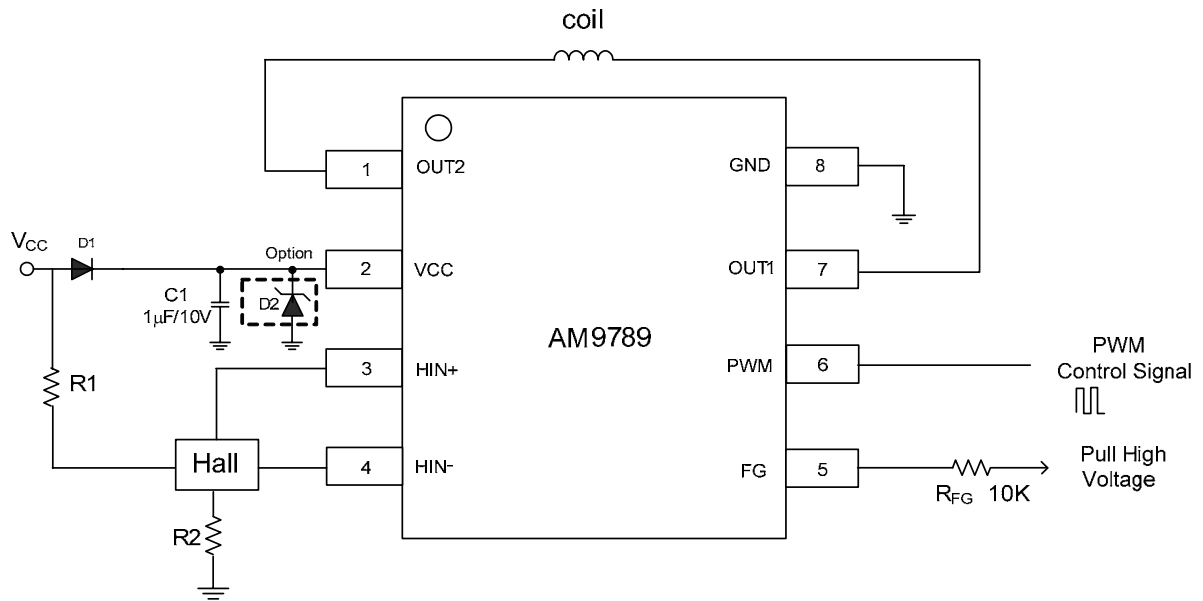 coil
1
OUT2
GND
8
VCC
D1
Option
2
VCC
OUT1
7
C1
1μF/10V
D2
AM9789
3
HIN+
PWM
6
PWM
Control Signal
R1
Hall
4
HIN-
FG
5
Pull High
Voltage
RFG 10K
R2